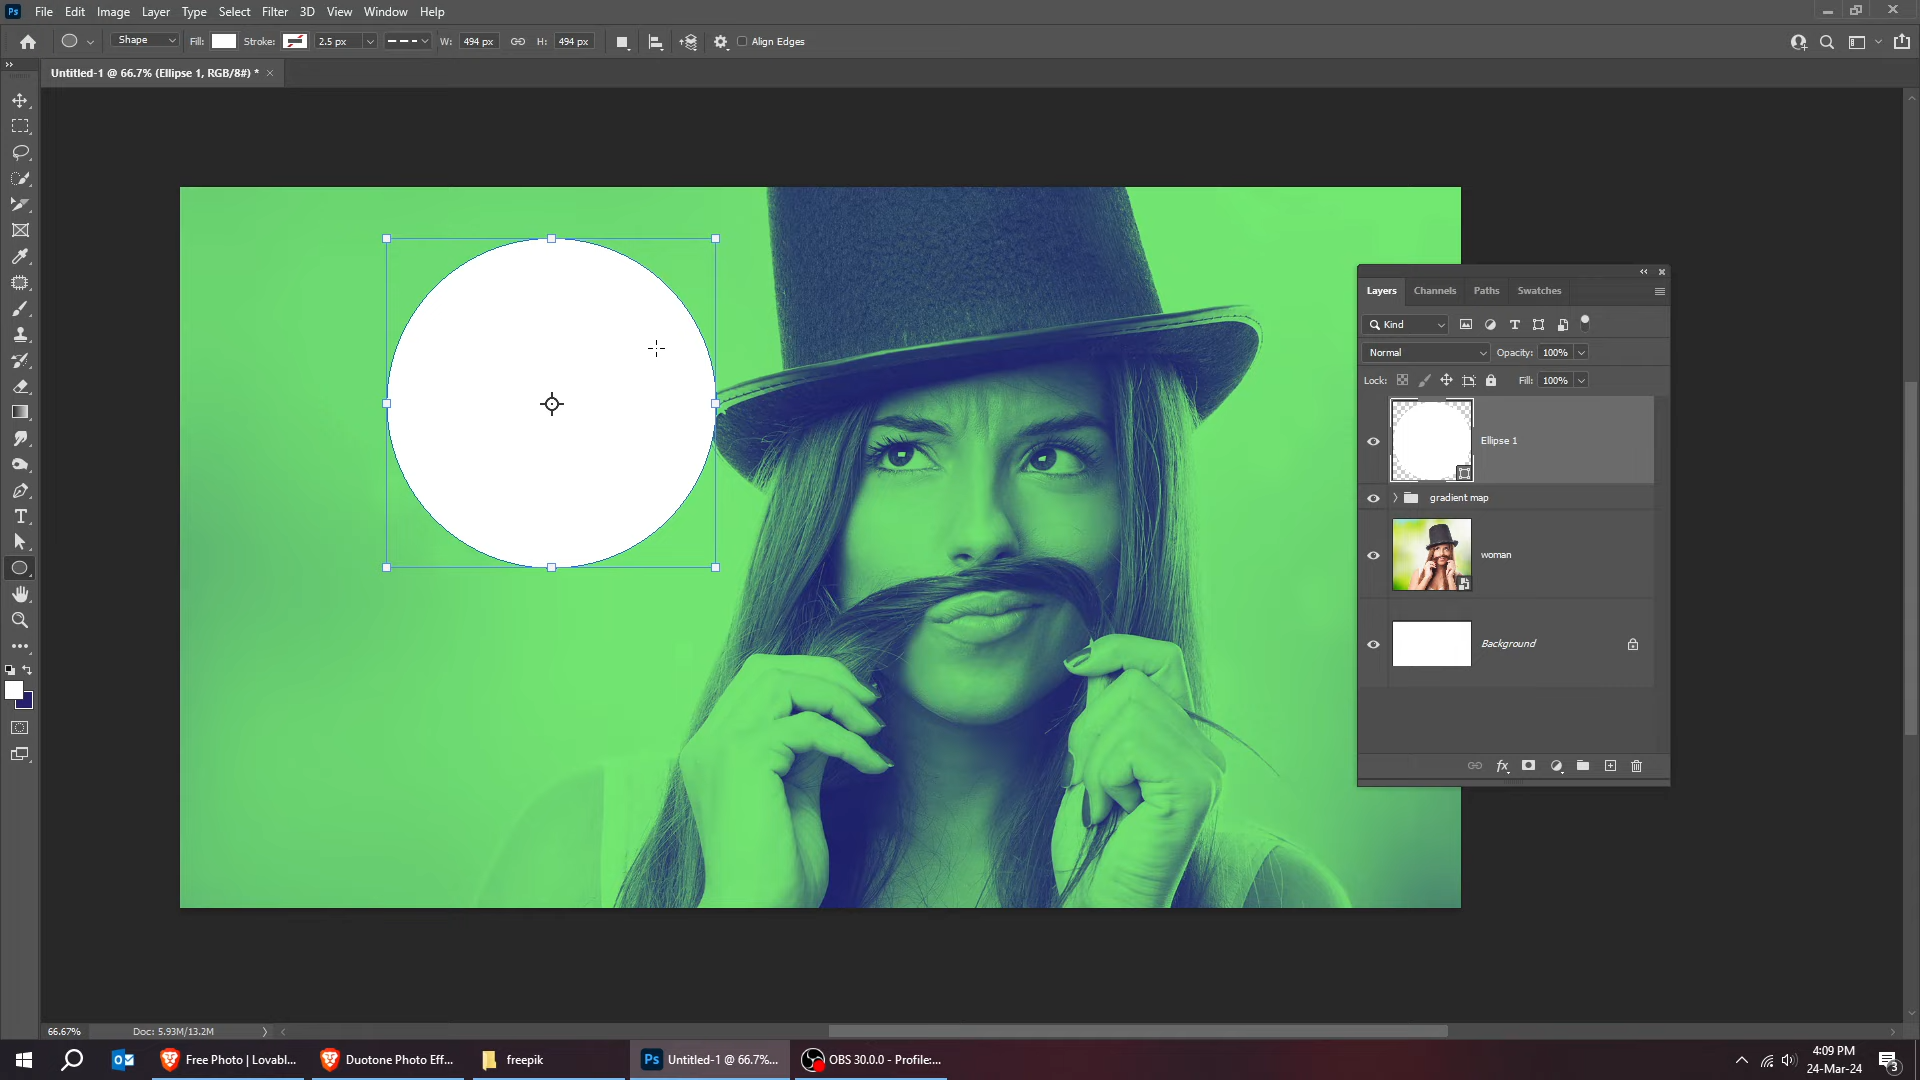 Ps File Edit Image Layer Type Select Filter 3D View Window Help
Shape Fill: Stroke: 2.5 px W: 494 px H: 494 px Align Edges
Untitled-1 @ 66.7% (Ellipse 1, RGB/8#) * ×
Layers Channels Paths Swatches
Kind
Normal Opacity: 100%
Lock: Fill: 100%
Ellipse 1
gradient map
woman
Background
fx
66.67% Doc: 5.93M/13.2M
Free Photo | Lovabl...
Duotone Photo Eff...
freepik
Ps Untitled-1 @ 66.7%...
OBS 30.0.0 - Profile:...
4:09 PM
24-Mar-24
3